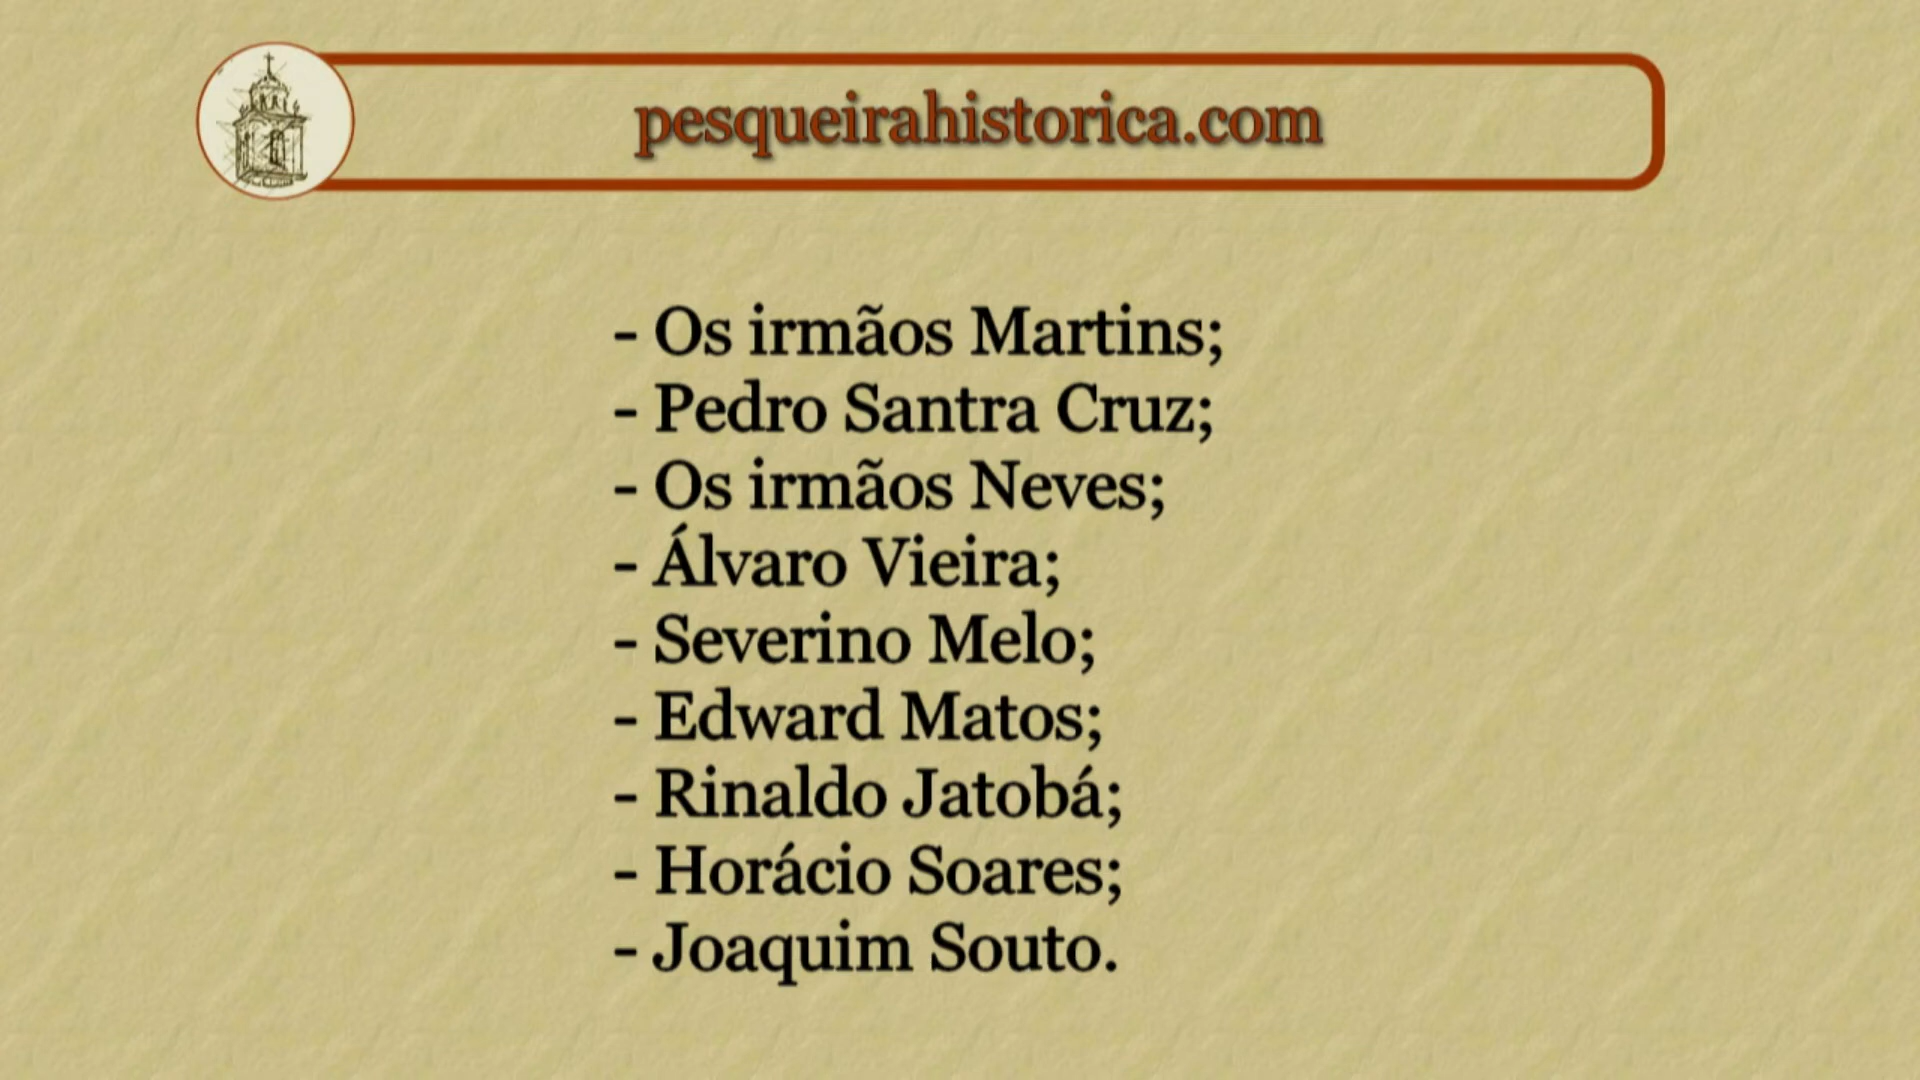 pesqueirahistorica.com
- Os irmãos Martins;
- Pedro Santra Cruz;
- Os irmãos Neves;
- Álvaro Vieira;
- Severino Melo;
- Edward Matos;
- Rinaldo Jatobá;
- Horácio Soares;
- Joaquim Souto.